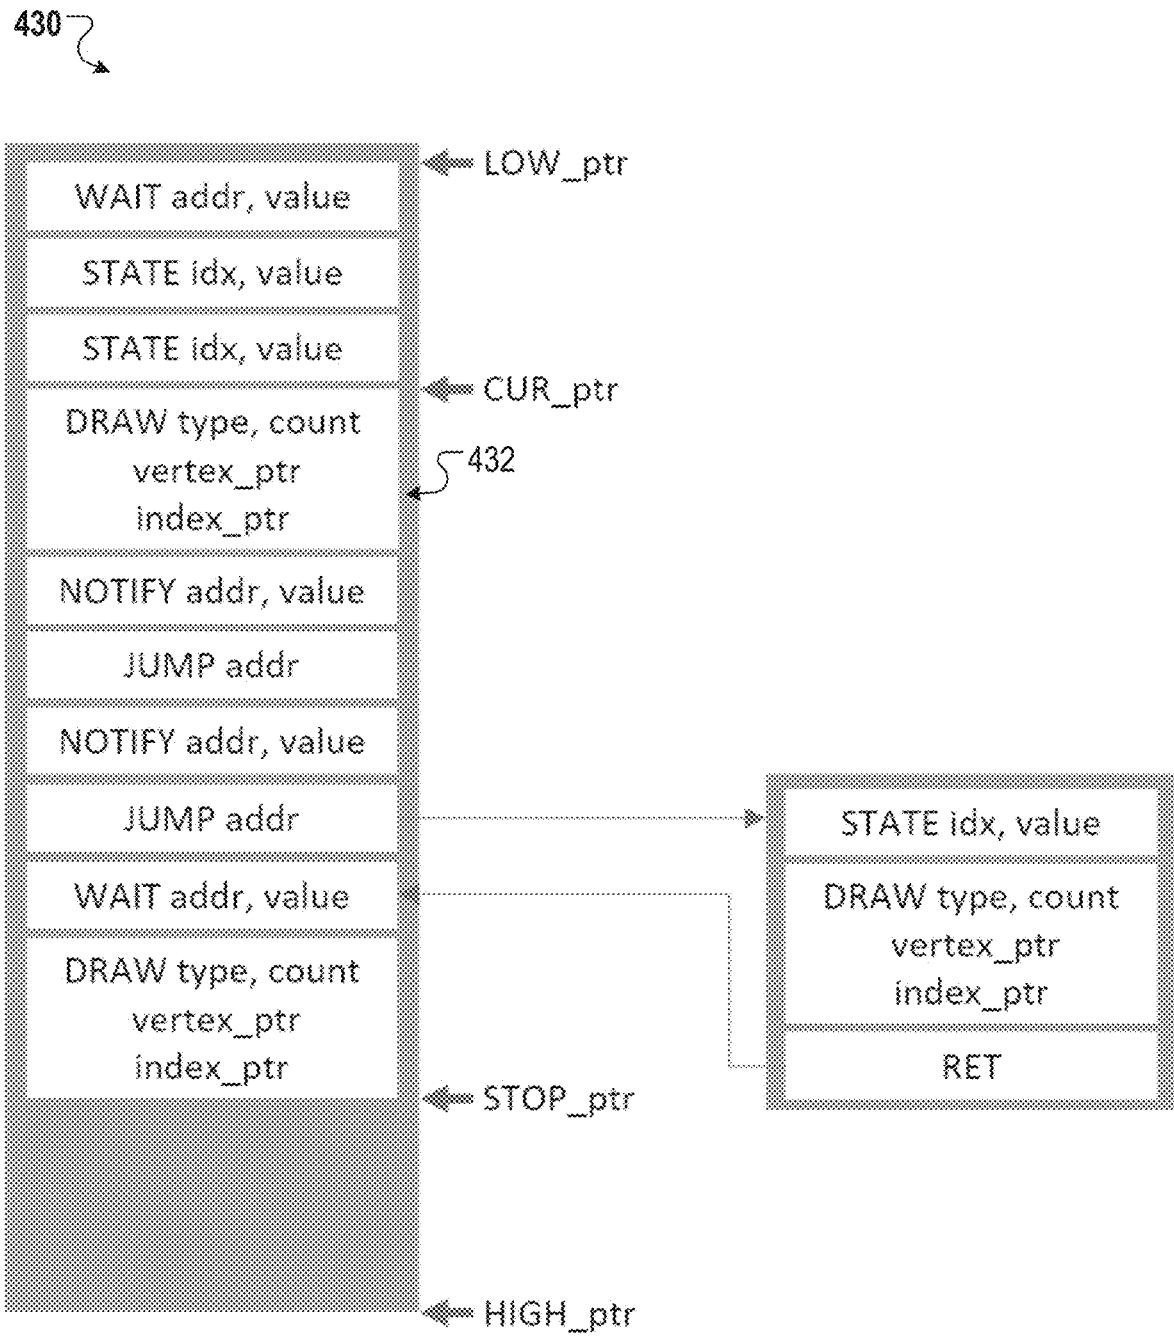 430
LOW_ptr
WAIT addr, value
STATE idx, value
STATE idx, value
CUR_ptr
DRAW type, count
vertex_ptr
index_ptr
432
NOTIFY addr, value
JUMP addr
NOTIFY addr, value
JUMP addr
WAIT addr, value
DRAW type, count
vertex_ptr
index_ptr
STOP_ptr
HIGH_ptr
STATE idx, value
DRAW type, count
vertex_ptr
index_ptr
RET